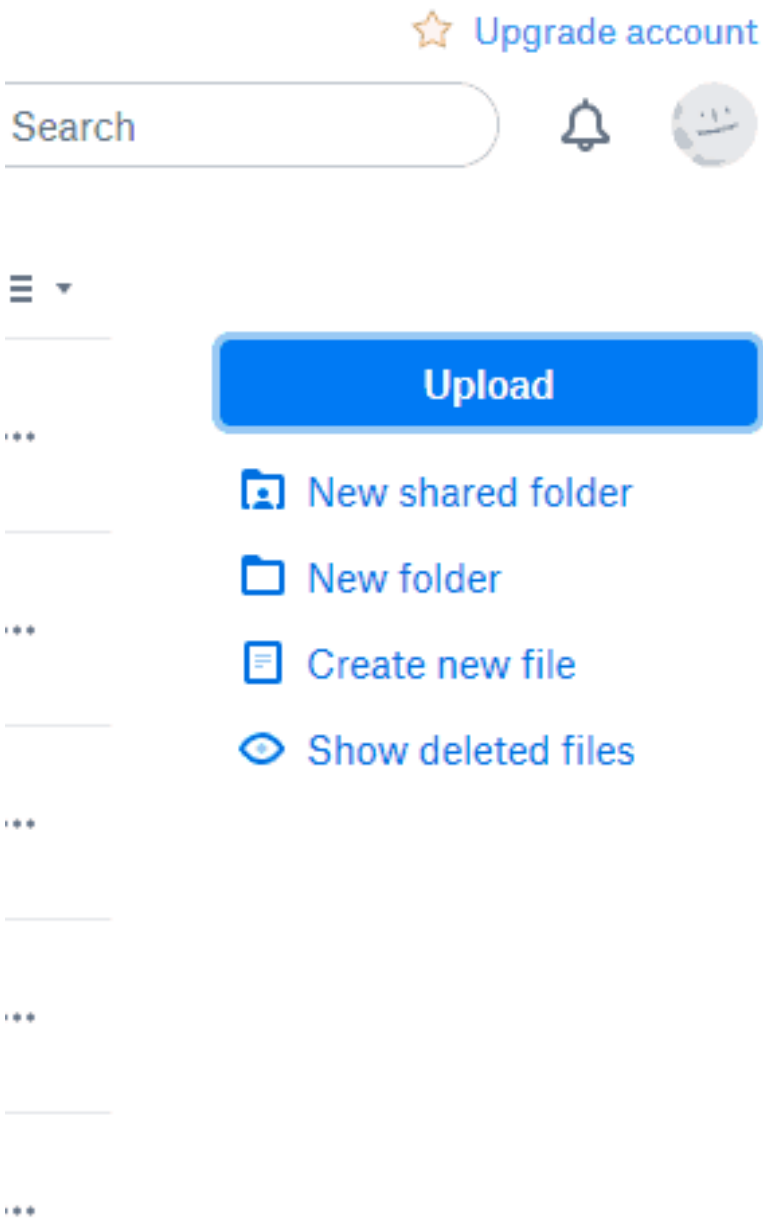 Upgrade account
Search
Upload
New shared folder
New folder
Create new file
Show deleted files